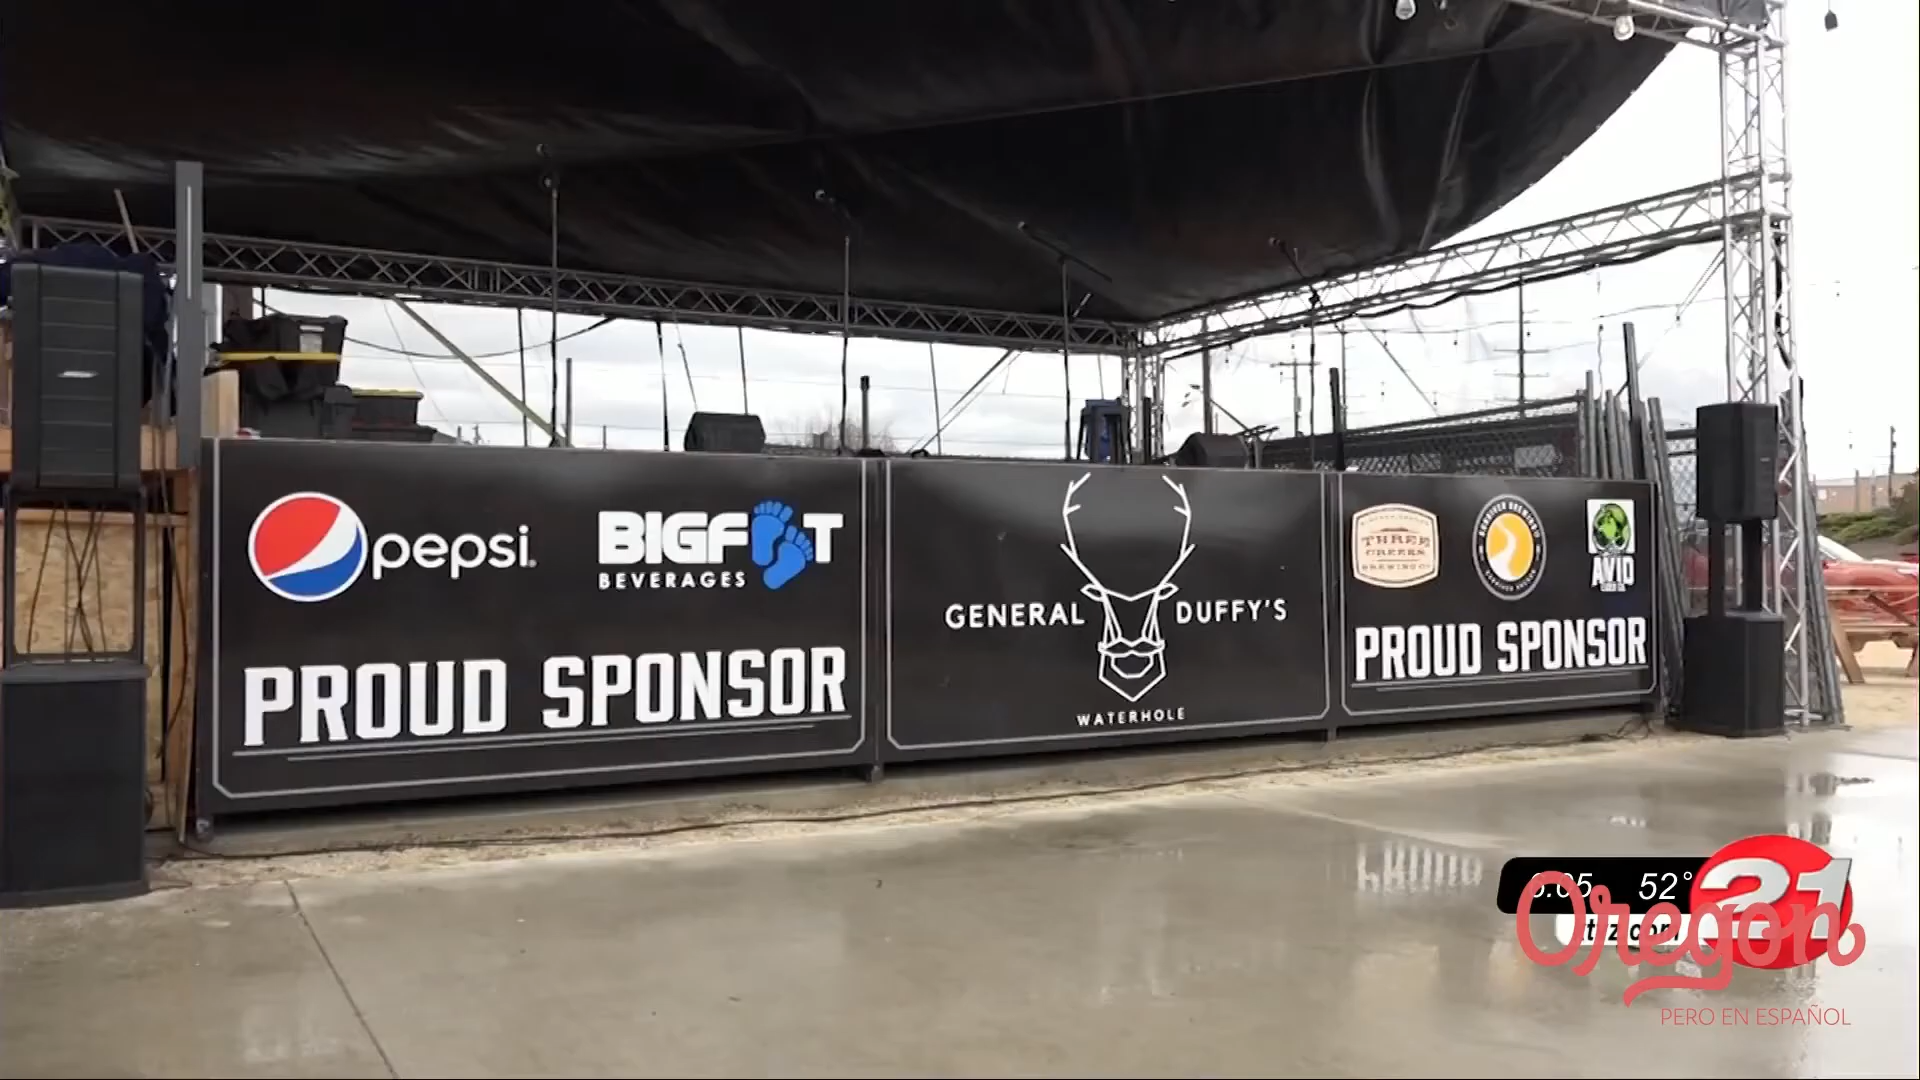 pepsi
BIGFOOT
BEVERAGES
PROUD SPONSOR
GENERAL DUFFY'S
WATERHOLE
THREE
CREEKS
BREWING CO
AVID
PROUD SPONSOR
52°
21
Oregon
PERO EN ESPAÑOL